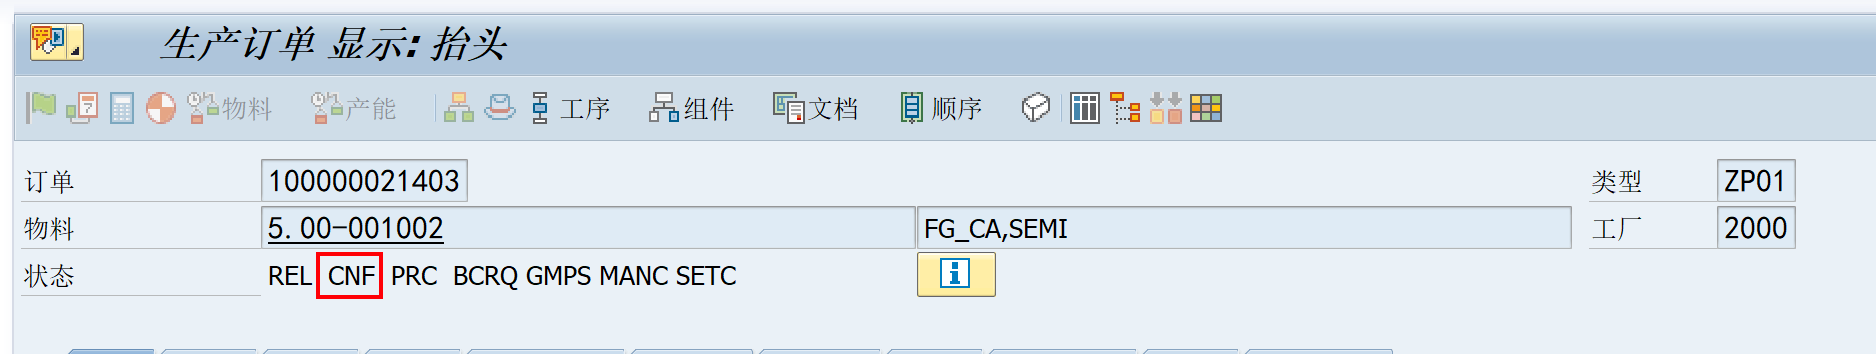 生产订单 显示: 抬头
7 物料 产能 工序 组件 文档 顺序
订单 100000021403 类型 ZP01
物料 5.00-001002 FG_CA,SEMI 工厂 2000
状态 REL CNF PRC BCRQ GMPS MANC SETC